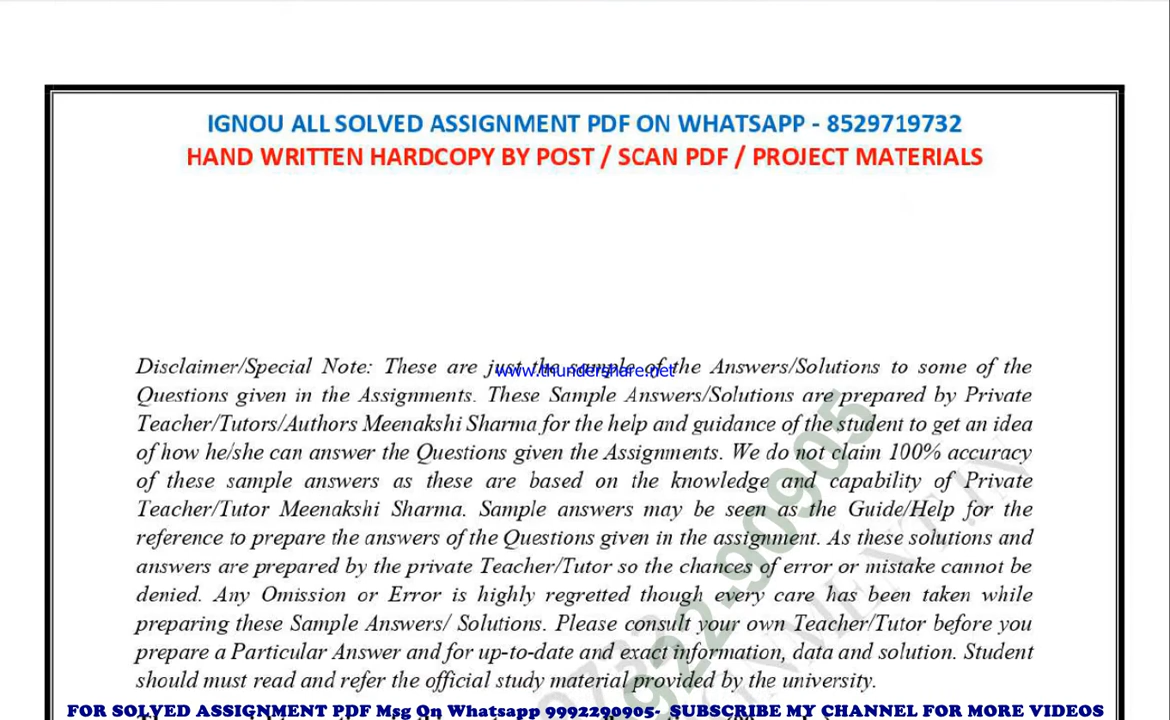 IGNOU ALL SOLVED ASSIGNMENT PDF ON WHATSAPP - 8529719732
HAND WRITTEN HARDCOPY BY POST / SCAN PDF / PROJECT MATERIALS
Disclaimer/Special Note: These are just the sample of the Answers/Solutions to some of the
www.thundershare.net
Questions given in the Assignments. These Sample Answers/Solutions are prepared by Private
Teacher/Tutors/Authors Meenakshi Sharma for the help and guidance of the student to get an idea
of how he/she can answer the Questions given the Assignments. We do not claim 100% accuracy
of these sample answers as these are based on the knowledge and capability of Private
Teacher/Tutor Meenakshi Sharma. Sample answers may be seen as the Guide/Help for the
reference to prepare the answers of the Questions given in the assignment. As these solutions and
answers are prepared by the private Teacher/Tutor so the chances of error or mistake cannot be
denied. Any Omission or Error is highly regretted though every care has been taken while
preparing these Sample Answers/ Solutions. Please consult your own Teacher/Tutor before you
prepare a Particular Answer and for up-to-date and exact information, data and solution. Student
should must read and refer the official study material provided by the university.
922-90905
FOR SOLVED ASSIGNMENT PDF Msg On Whatsapp 9992290905- SUBSCRIBE MY CHANNEL FOR MORE VIDEOS